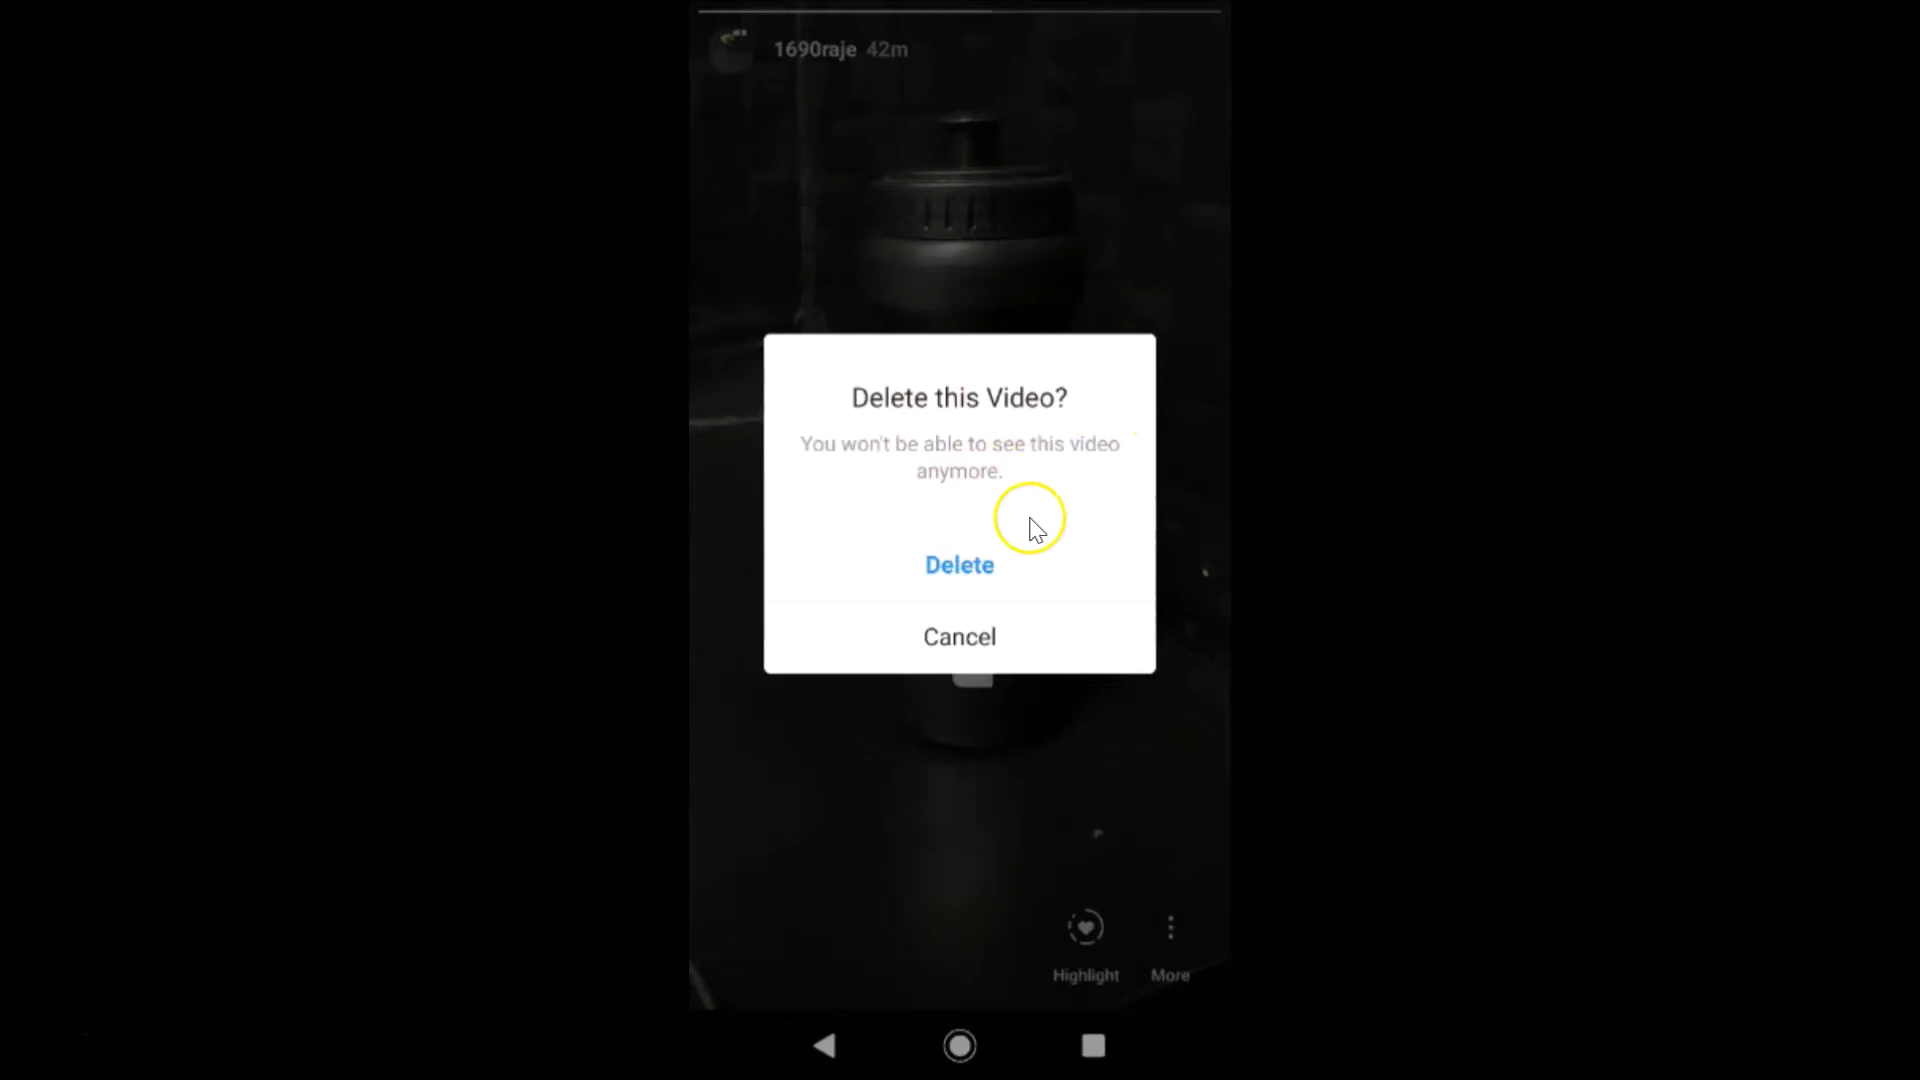 1690raje 42m
Delete this Video?
You won't be able to see this video
anymore.
Delete
Cancel
Highlight More